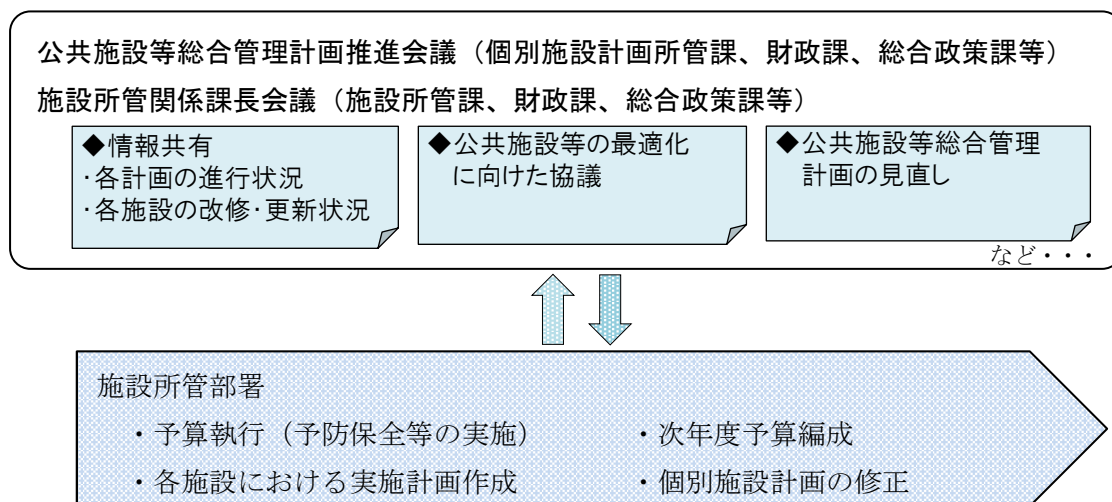 公共施設等総合管理計画推進会議（個別施設計画所管課、財政課、総合政策課等）
施設所管関係課長会議（施設所管課、財政課、総合政策課等）
◆情報共有
・各計画の進行状況
・各施設の改修・更新状況
◆公共施設等の最適化
に向けた協議
◆公共施設等総合管理
計画の見直し
など・・・
施設所管部署
・予算執行（予防保全等の実施）
・次年度予算編成
・各施設における実施計画作成
・個別施設計画の修正